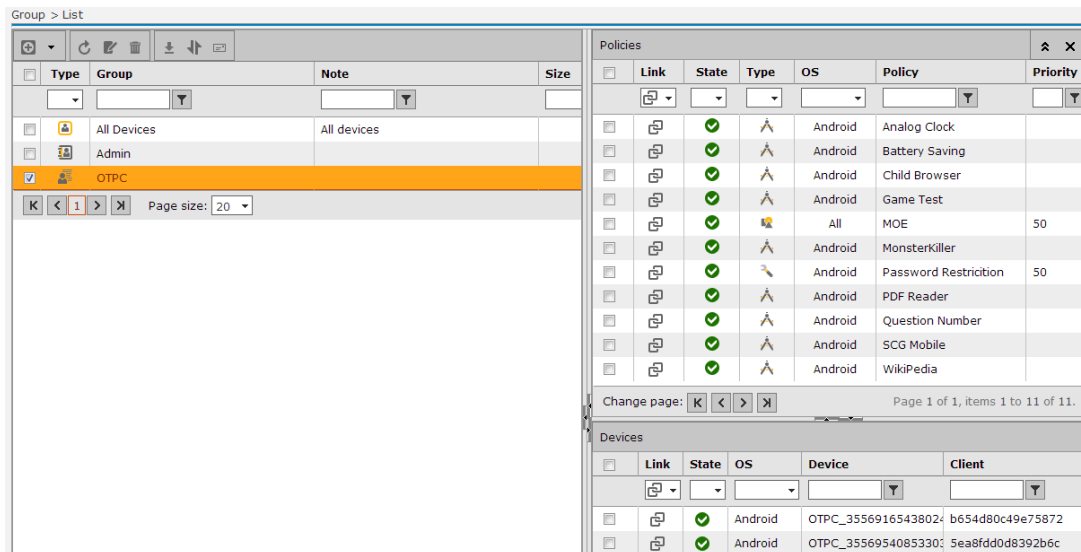 Group > List
Type Group Note Size
All Devices All devices
Admin
OTPC
1 Page size: 20
Policies
Link State Type OS Policy Priority
Android Analog Clock
Android Battery Saving
Android Child Browser
Android Game Test
All MOE 50
Android MonsterKiller
Android Password Restricition 50
Android PDF Reader
Android Question Number
Android SCG Mobile
Android WikiPedia
Change page: Page 1 of 1, items 1 to 11 of 11.
Devices
Link State OS Device Client
Android OTPC_35569165438024 b654d80c49e75872
Android OTPC_35569540853303 5ea8fdd0d8392b6c